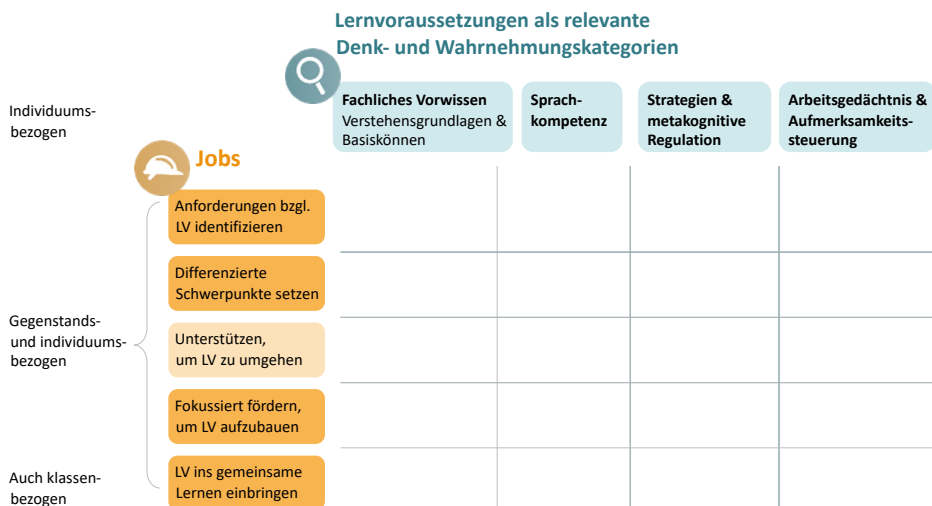 Lernvoraussetzungen als relevante
Denk- und Wahrnehmungskategorien
Individuums-
bezogen
Fachliches Vorwissen
Verstehensgrundlagen &
Basiskönnen
Sprach-
kompetenz
Strategien &
metakognitive
Regulation
Arbeitsgedächtnis &
Aufmerksamkeits-
steuerung
Jobs
Anforderungen bzgl.
LV identifizieren
Differenzierte
Schwerpunkte setzen
Gegenstands-
und individuums-
bezogen
Unterstützen,
um LV zu umgehen
Fokussiert fördern,
um LV aufzubauen
Auch klassen-
bezogen
LV ins gemeinsame
Lernen einbringen